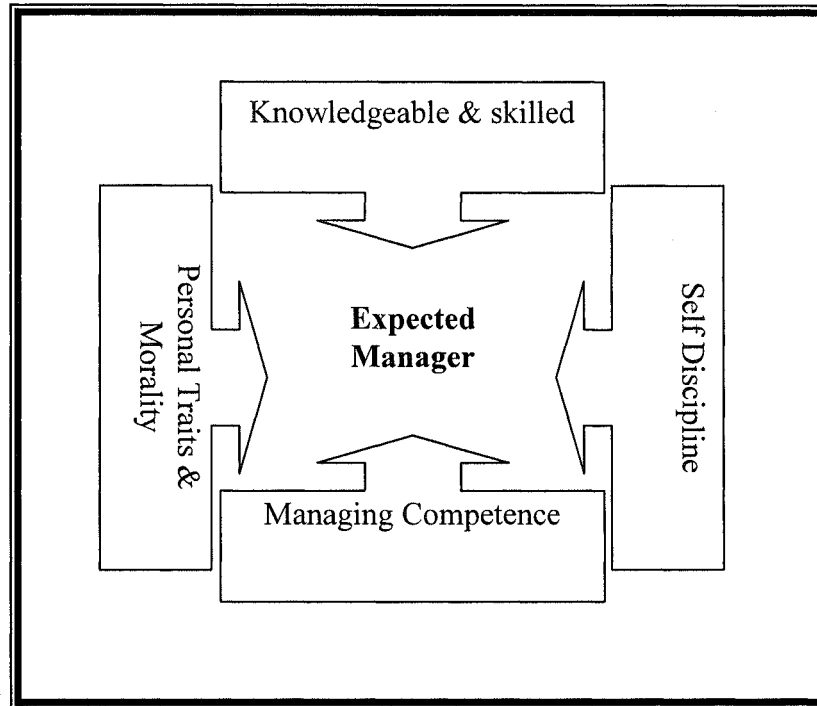 Knowledgeable & skilled
Personal Traits &
Morality
Expected
Manager
Self Discipline
Managing Competence